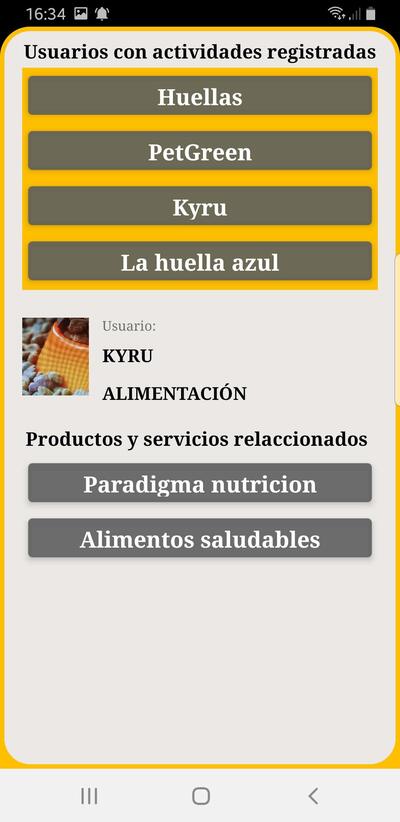 16:34
Usuarios con actividades registradas
Huellas
PetGreen
Kyru
La huella azul
Usuario:
KYRU
ALIMENTACIÓN
Productos y servicios relaccionados
Paradigma nutricion
Alimentos saludables